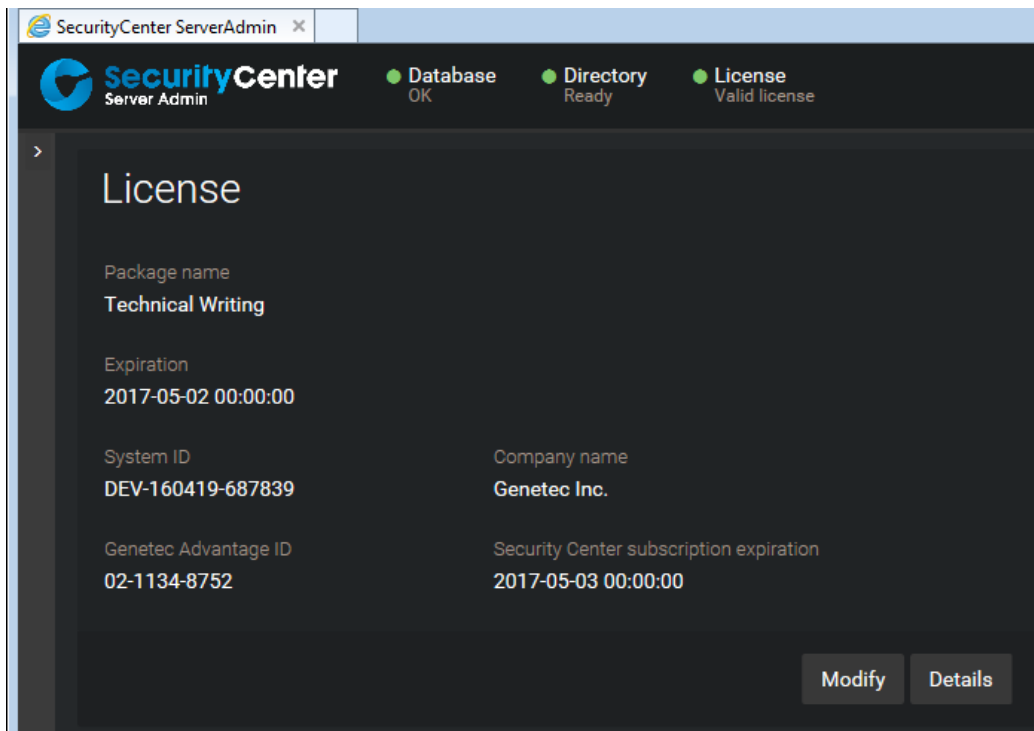 SecurityCenter ServerAdmin
SecurityCenter
Server Admin
Database
OK
Directory
Ready
License
Valid license
License
Package name
Technical Writing
Expiration
2017-05-02 00:00:00
System ID
DEV-160419-687839
Company name
Genetec Inc.
Genetec Advantage ID
02-1134-8752
Security Center subscription expiration
2017-05-03 00:00:00
Modify
Details